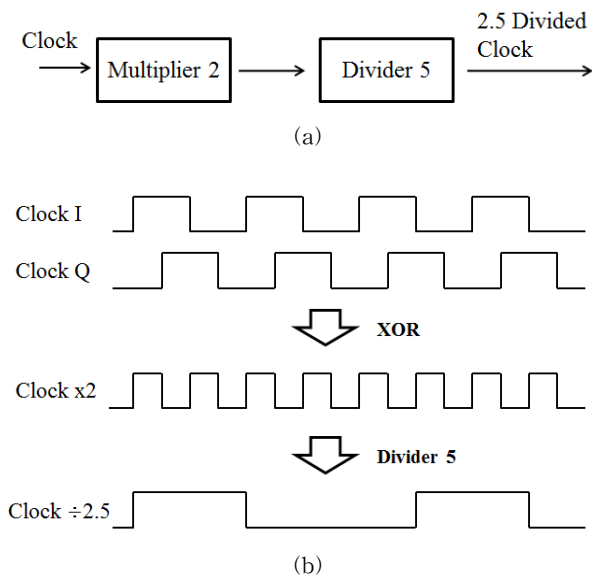 2.5 Divided
Clock
Clock
Multiplier 2
Divider 5
(a)
Clock I
Clock Q
XOR
Clock x2
Divider 5
Clock ÷2.5
(b)